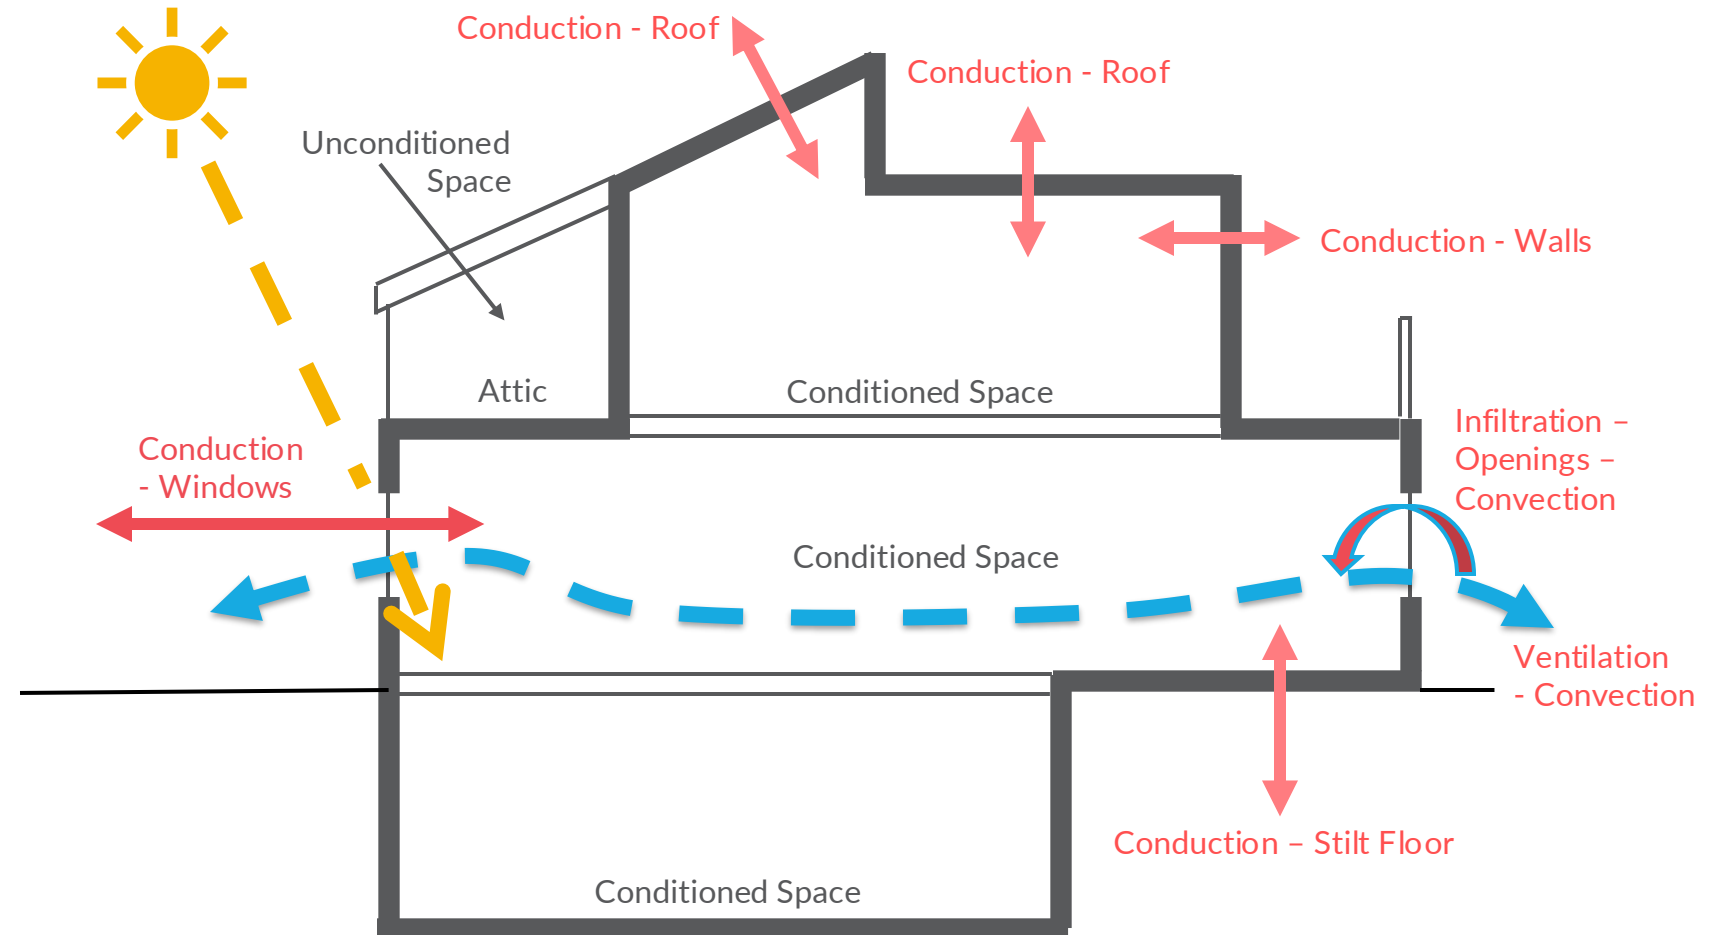 Conduction - Roof
Conduction - Roof
Unconditioned
Space
Conduction - Walls
Attic
Conditioned Space
Infiltration –
Openings –
Convection
Conduction
- Windows
Conditioned Space
Ventilation
- Convection
Conduction – Stilt Floor
Conditioned Space